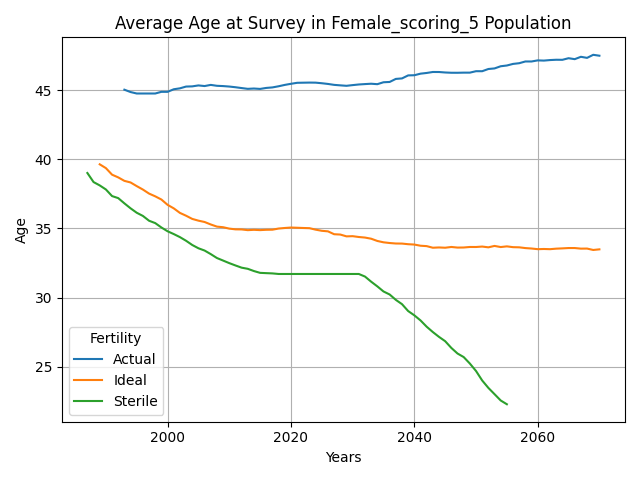 Average Age at Survey in Female_scoring_5 Population
Age
45
40
35
30
25
Fertility
Actual
Ideal
Sterile
2000 2020 2040 2060
Years